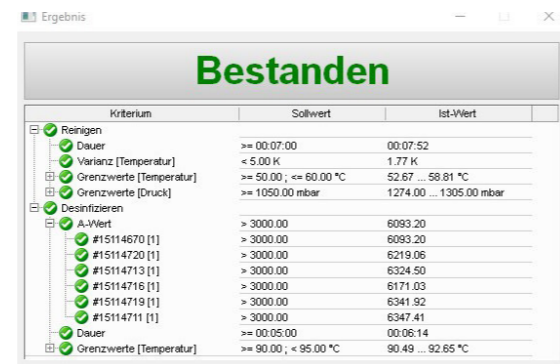 Ergebnis
Bestanden
Kriterium Sollwert Ist-Wert
Reinigen
Dauer >= 00:07:00 00:07:52
Varianz [Temperatur] < 5.00 K 1.77 K
Grenzwerte [Temperatur] >= 50.00 ; <= 60.00 °C 52.67 ... 58.81 °C
Grenzwerte [Druck] >= 1050.00 mbar 1274.00 ... 1305.00 mbar
Desinfizieren
A-Wert > 3000.00 6093.20
#15114670 [1] > 3000.00 6093.20
#15114720 [1] > 3000.00 6219.06
#15114713 [1] > 3000.00 6324.50
#15114716 [1] > 3000.00 6171.03
#15114719 [1] > 3000.00 6341.92
#15114711 [1] > 3000.00 6347.41
Dauer >= 00:05:00 00:06:14
Grenzwerte [Temperatur] >= 90.00 ; < 95.00 °C 90.49 ... 92.65 °C